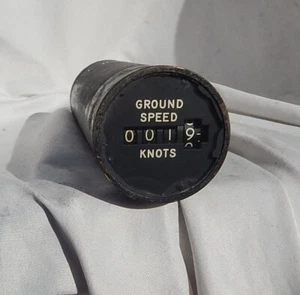 GROUND
SPEED
0019
KNOTS